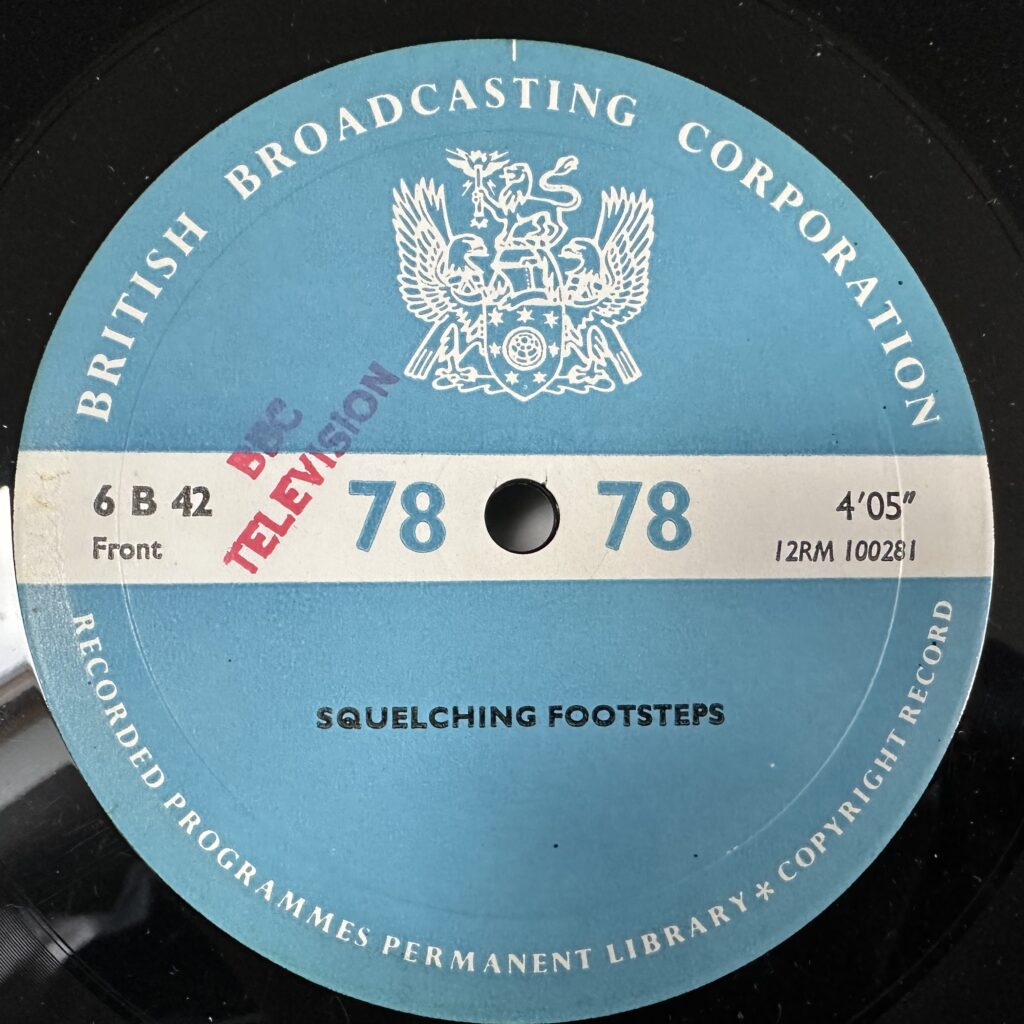 BRITISH BROADCASTING CORPORATION
BBC
TELEVISION
6 B 42
Front
78 78
4'05"
12RM 100281
SQUELCHING FOOTSTEPS
RECORDED PROGRAMMES PERMANENT LIBRARY * COPYRIGHT RECORD